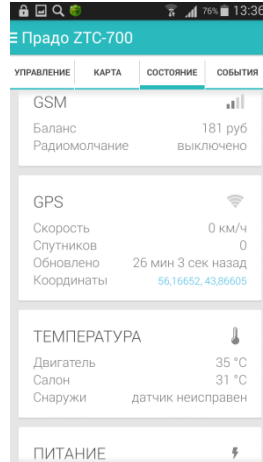 76% 13:36
Прадо ZTC-700
УПРАВЛЕНИЕ КАРТА СОСТОЯНИЕ СОБЫТИЯ
GSM
Баланс 181 руб
Радиомолчание выключено
GPS
Скорость 0 км/ч
Спутников 0
Обновлено 26 мин 3 сек назад
Координаты 56,16652, 43,86605
ТЕМПЕРАТУРА
Двигатель 35 °C
Салон 31 °C
Снаружи датчик неисправен
ПИТАНИЕ